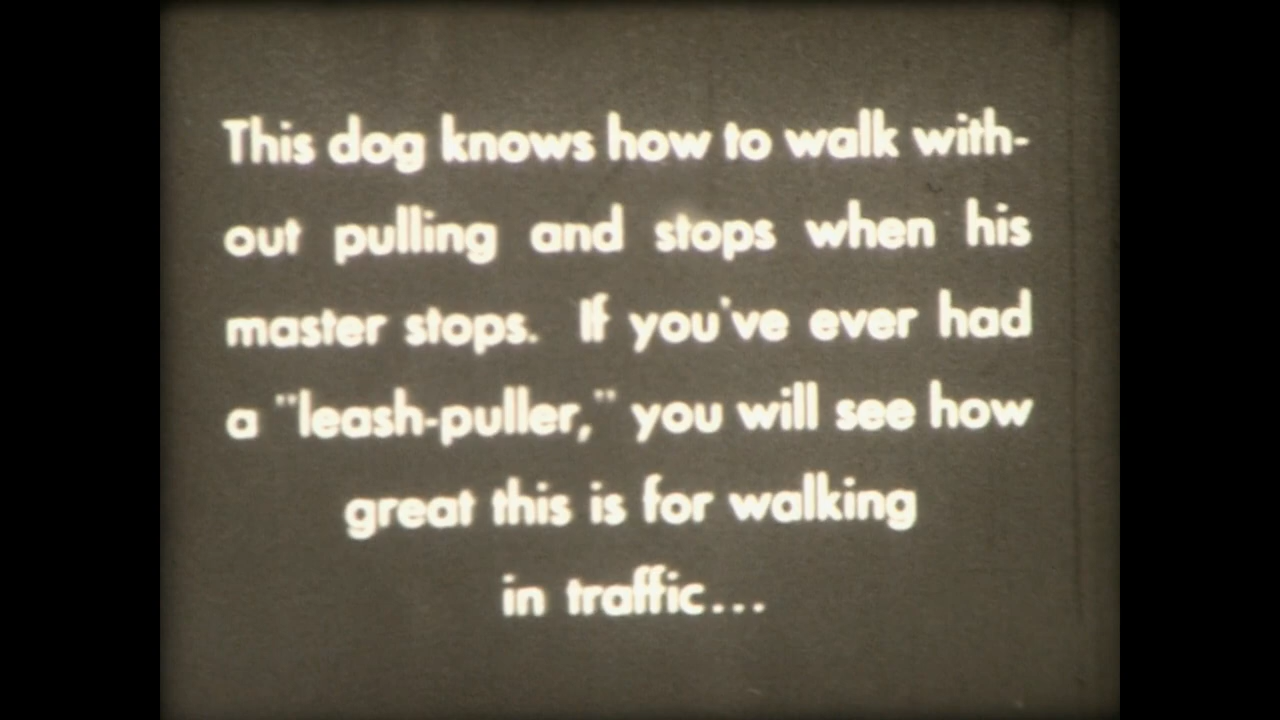 This dog knows how to walk with-
out pulling and stops when his
master stops. If you've ever had
a "leash-puller," you will see how
great this is for walking
in traffic...